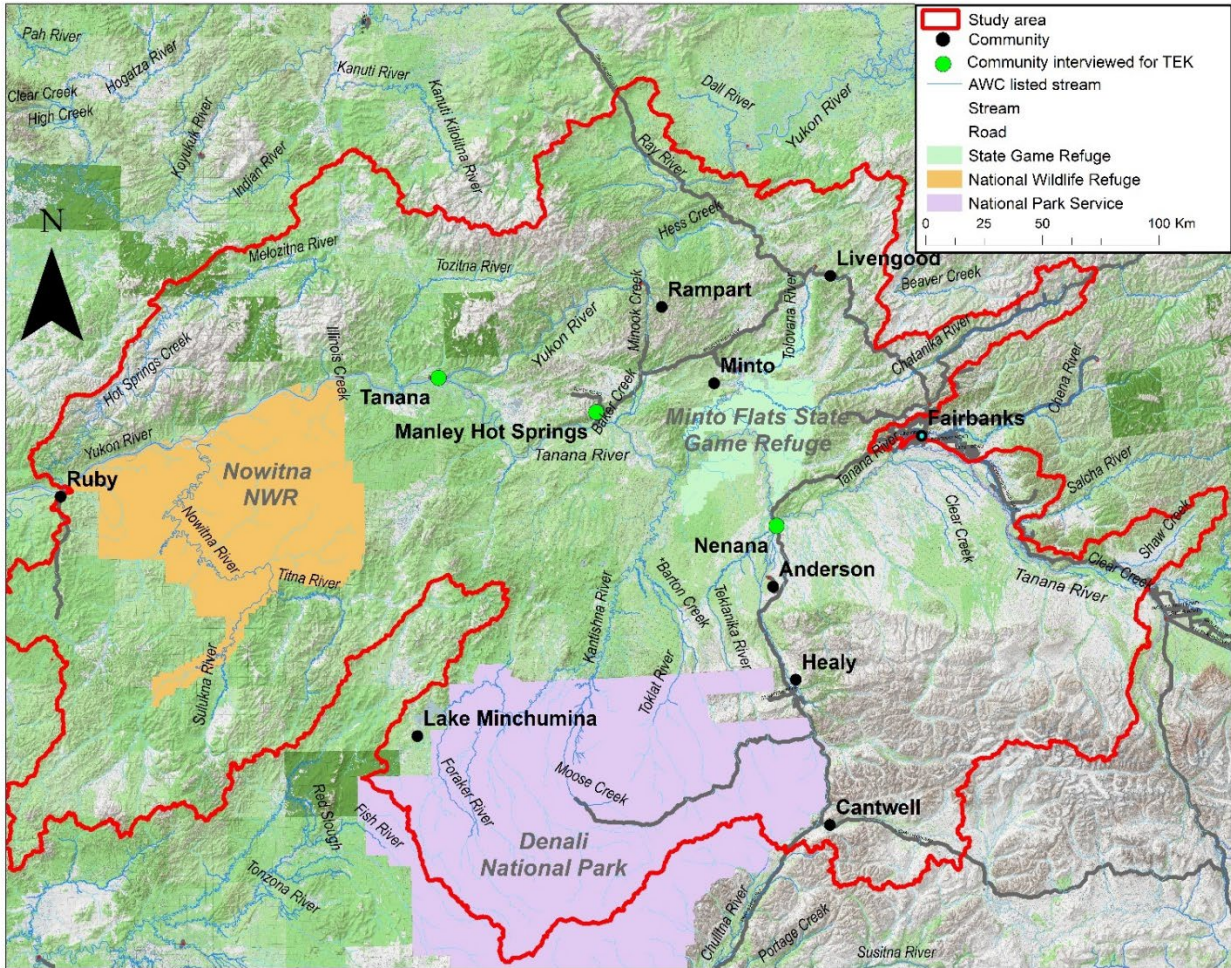 Study area
Community
Community interviewed for TEK
AWC listed stream
Stream
Road
State Game Refuge
National Wildlife Refuge
National Park Service
0 25 50 100 Km
N
Pah River
Hogatza River
Clear Creek
High Creek
Koyukuk River
Indian River
Kanuti River
Kanuti Kilolitna River
Dall River
Yukon River
Ray River
Hess Creek
Melozitna River
Tozitna River
Livengood
Beaver Creek
Rampart
Minook Creek
Tolovana River
Yukon River
Hot Springs Creek
Illinois Creek
Chatanika River
Chena River
Tanana
Minto
Manley Hot Springs
Baker Creek
Minto Flats State
Game Refuge
Fairbanks
Yukon River
Tanana River
Tanana River
Salcha River
Ruby
Nowitna
NWR
Nowitna River
Titna River
Nenana
Clear Creek
Shaw Creek
Clear Creek
Tanana River
Anderson
*Barton Creek
Teklanika River
Kantishna River
Toklat River
Sulukna River
Healy
Lake Minchumina
Foraker River
Moose Creek
Red Slough
Fish River
Cantwell
Denali
National Park
Tonzona River
Chulitna River
Portage Creek
Susitna River